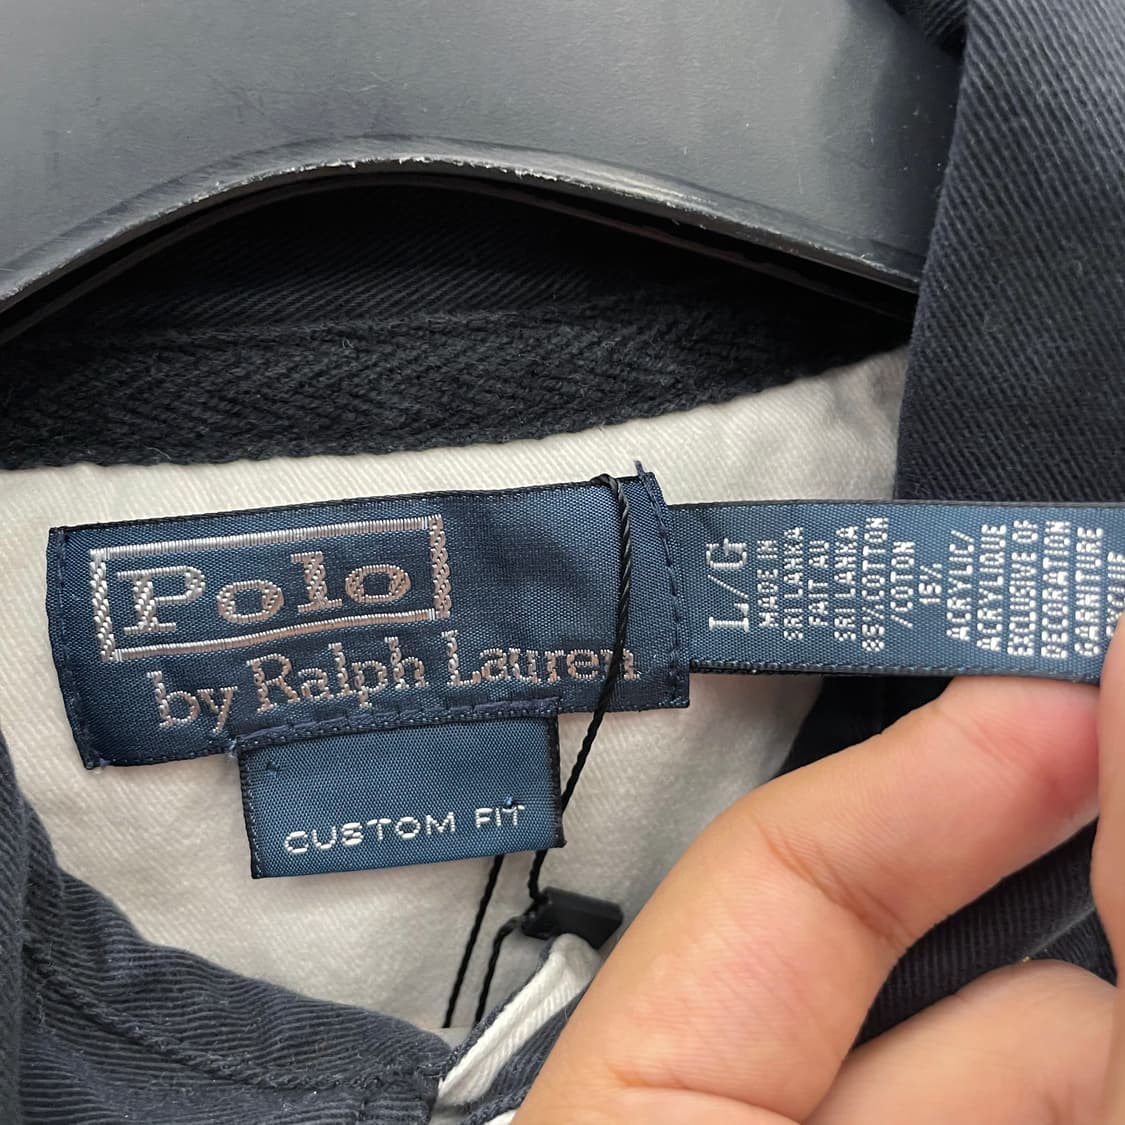 Polo
by Ralph Lauren
CUSTOM FIT
L/G
MADE IN
SRI LANKA
FAIT AU
SRI LANKA
85% COTTON
/COTON
15%
ACRYLIC/
ACRYLIQUE
EXCLUSIVE OF
DECORATION
GARNITURE